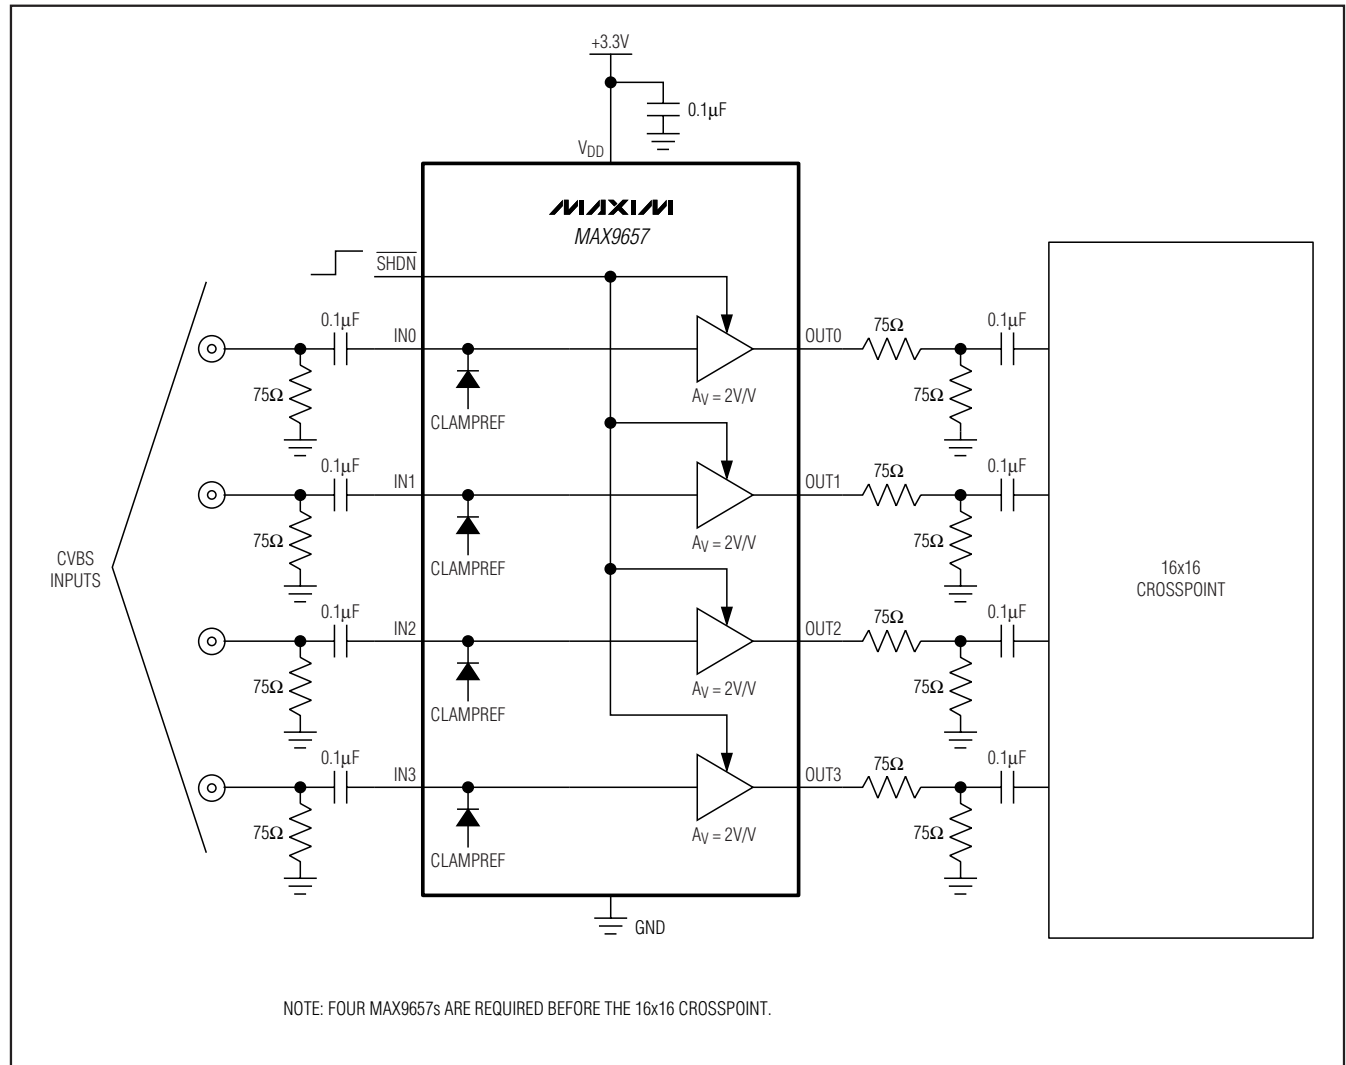 +3.3V
0.1µF
VDD
MAXIM
MAX9657
SHDN
0.1µF
IN0
OUT0
75Ω
0.1µF
75Ω
CLAMPREF
AV = 2V/V
75Ω
0.1µF
IN1
OUT1
75Ω
0.1µF
75Ω
CLAMPREF
AV = 2V/V
75Ω
CVBS
INPUTS
16x16
CROSSPOINT
0.1µF
IN2
OUT2
75Ω
0.1µF
75Ω
CLAMPREF
AV = 2V/V
75Ω
0.1µF
IN3
OUT3
75Ω
0.1µF
75Ω
CLAMPREF
AV = 2V/V
75Ω
GND
NOTE: FOUR MAX9657s ARE REQUIRED BEFORE THE 16x16 CROSSPOINT.